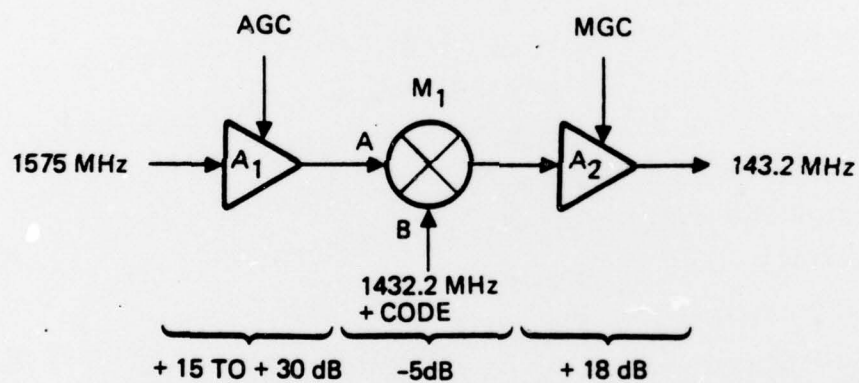 AGC
MGC
M1
1575 MHz
A1
A
A2
143.2 MHz
B
1432.2 MHz
+ CODE
+ 15 TO + 30 dB
-5dB
+ 18 dB